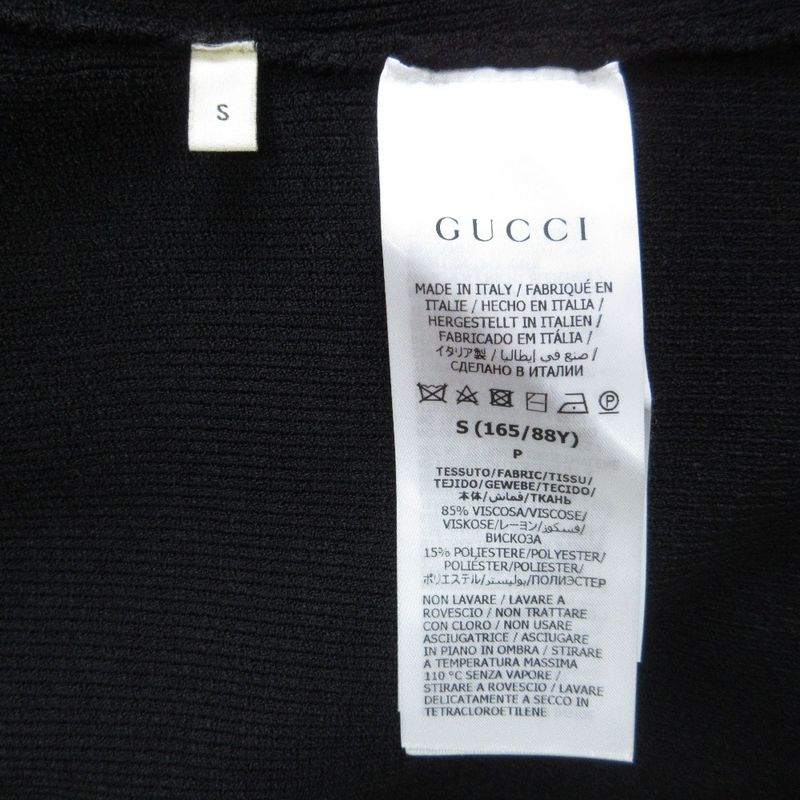 S
GUCCI
MADE IN ITALY / FABRIQUÉ EN
ITALIE / HECHO EN ITALIA /
HERGESTELLT IN ITALIEN /
FABRICADO EM ITÁLIA /
イタリア製 / صنع في إيطاليا /
СДЕЛАНО В ИТАЛИИ
P
S (165/88Y)
P
TESSUTO/FABRIC/TISSU/
TEJIDO/GEWEBE/TECIDO/
本体/قماش/ТКАНЬ
85% VISCOSA/VISCOSE/
VISKOSE/レーヨン/فسكوز/
ВИСКОЗА
15% POLIESTERE/POLYESTER/
POLIÉSTER/POLIESTER/
ポリエステル/بوليستر/ПОЛИЭСТЕР
NON LAVARE / LAVARE A
ROVESCIO / NON TRATTARE
CON CLORO / NON USARE
ASCIUGATRICE / ASCIUGARE
IN PIANO IN OMBRA / STIRARE
A TEMPERATURA MASSIMA
110 °C SENZA VAPORE /
STIRARE A ROVESCIO / LAVARE
DELICATAMENTE A SECCO IN
TETRACLOROETILENE